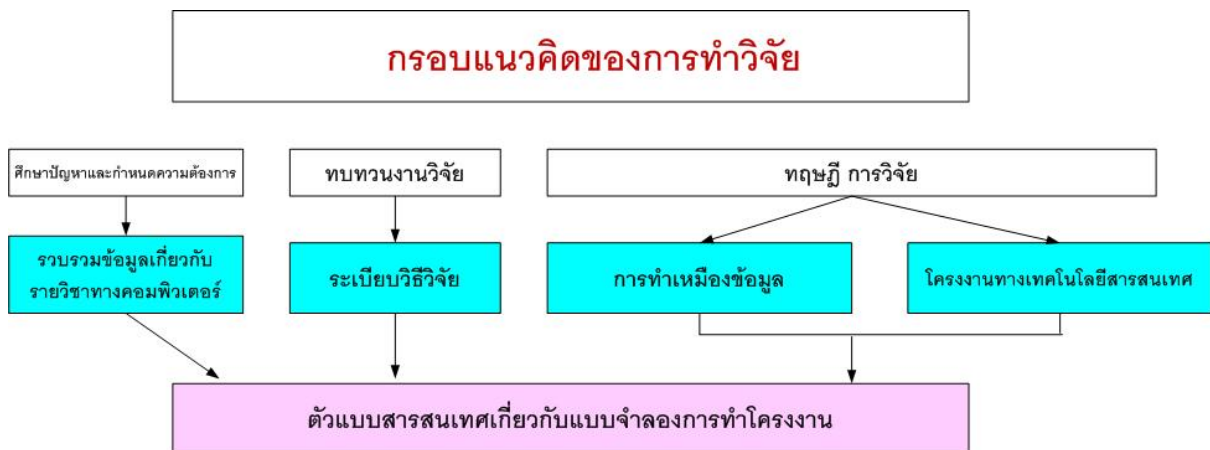 กรอบแนวคิดของการทำวิจัย
ศึกษาปัญหาและกำหนดความต้องการ
ทบทวนงานวิจัย
ทฤษฎี การวิจัย
รวบรวมข้อมูลเกี่ยวกับ
รายวิชาทางคอมพิวเตอร์
ระเบียบวิธีวิจัย
การทำเหมืองข้อมูล
โครงงานทางเทคโนโลยีสารสนเทศ
ตัวแบบสารสนเทศเกี่ยวกับแบบจำลองการทำโครงงาน